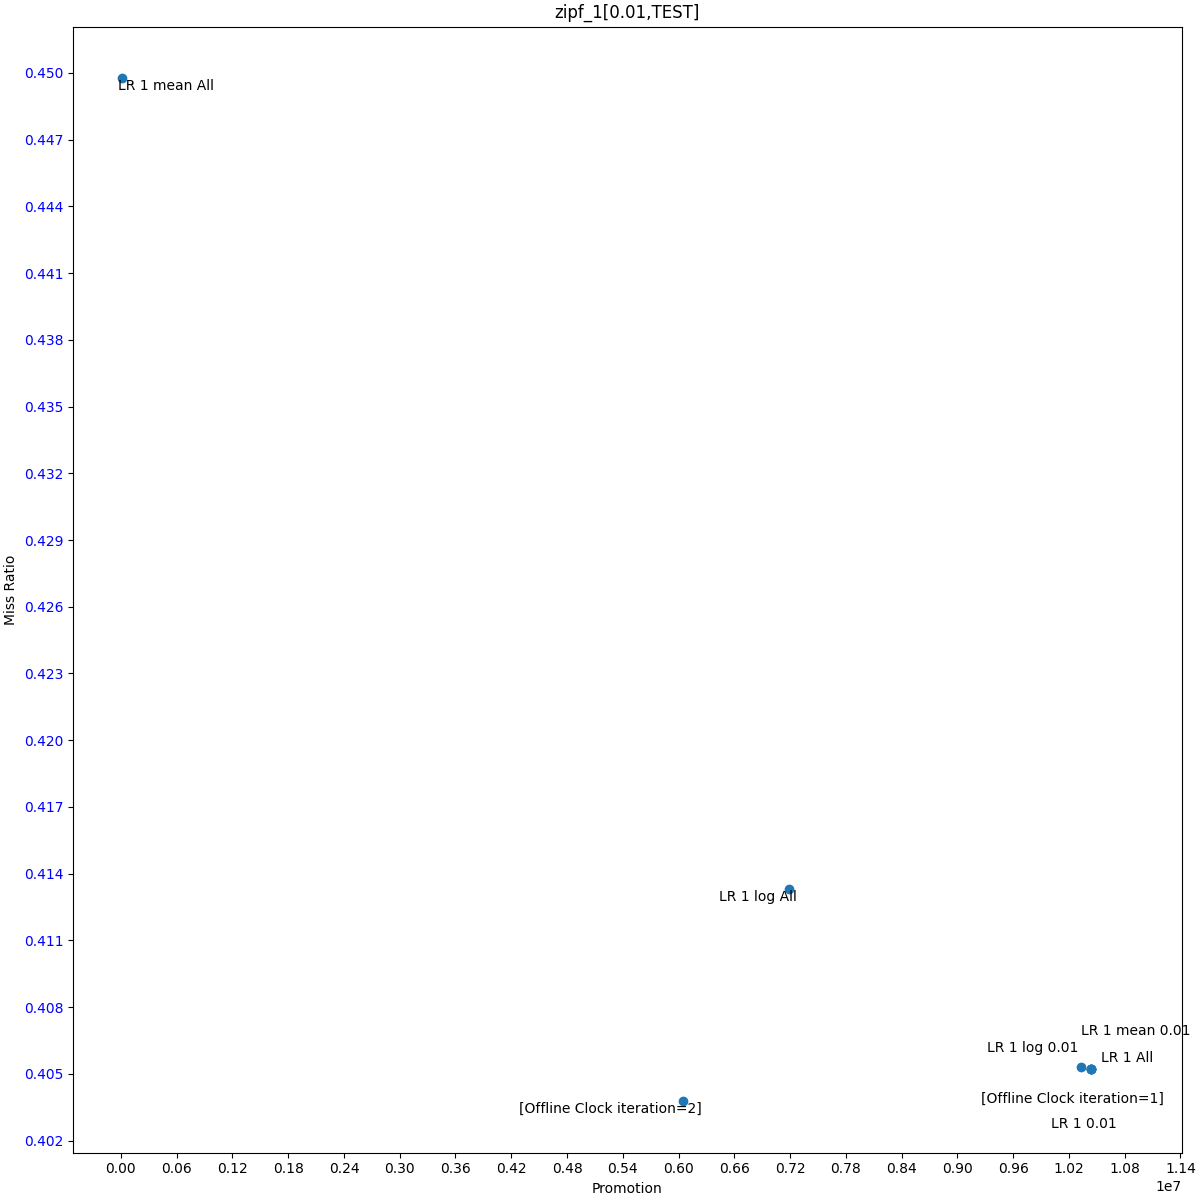 zipf_1[0.01,TEST]
0.450
LR 1 mean All
0.447
0.444
0.441
0.438
0.435
0.432
0.429
0.426
0.423
0.420
0.417
0.414
LR 1 log All
0.411
0.408
LR 1 mean 0.01
LR 1 log 0.01
LR 1 All
0.405
[Offline Clock iteration=1]
[Offline Clock iteration=2]
LR 1 0.01
0.402
Miss Ratio
0.00 0.06 0.12 0.18 0.24 0.30 0.36 0.42 0.48 0.54 0.60 0.66 0.72 0.78 0.84 0.90 0.96 1.02 1.08 1.14
1e7
Promotion